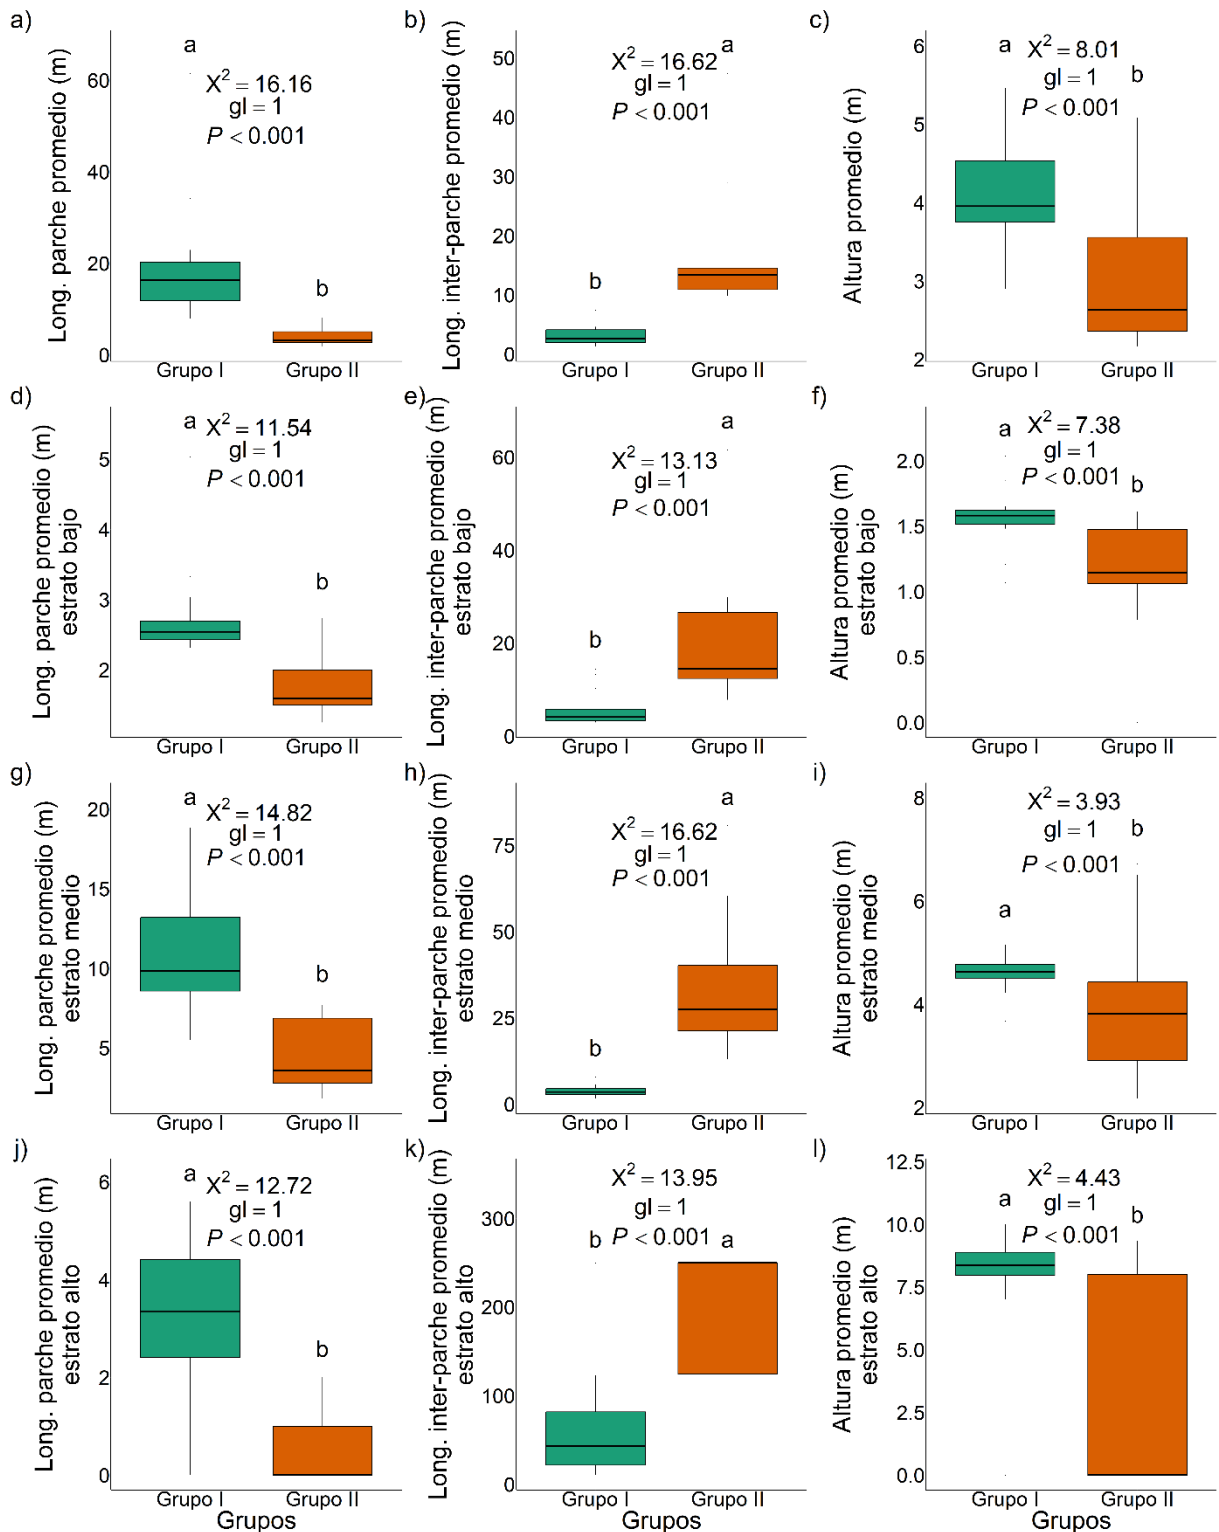 a)
Long. parche promedio (m)
60
40
20
0
a
X² = 16.16
gl = 1
P < 0.001
b
Grupo I
Grupo II
b)
Long. inter-parche promedio (m)
50
40
30
20
10
0
a
X² = 16.62
gl = 1
P < 0.001
b
Grupo I
Grupo II
c)
Altura promedio (m)
6
5
4
3
2
a
X² = 8.01
gl = 1
P < 0.001
b
Grupo I
Grupo II
d)
Long. parche promedio (m)
estrato bajo
5
4
3
2
a
X² = 11.54
gl = 1
P < 0.001
b
Grupo I
Grupo II
e)
Long. inter-parche promedio (m)
estrato bajo
60
40
20
0
a
X² = 13.13
gl = 1
P < 0.001
b
Grupo I
Grupo II
f)
Altura promedio (m)
estrato bajo
2.0
1.5
1.0
0.5
0.0
a
X² = 7.38
gl = 1
P < 0.001
b
Grupo I
Grupo II
g)
Long. parche promedio (m)
estrato medio
20
15
10
5
a
X² = 14.82
gl = 1
P < 0.001
b
Grupo I
Grupo II
h)
Long. inter-parche promedio (m)
estrato medio
75
50
25
0
a
X² = 16.62
gl = 1
P < 0.001
b
Grupo I
Grupo II
i)
Altura promedio (m)
estrato medio
8
6
4
2
X² = 3.93
gl = 1
P < 0.001
b
a
Grupo I
Grupo II
j)
Long. parche promedio (m)
estrato alto
6
4
2
0
a
X² = 12.72
gl = 1
P < 0.001
b
Grupo I
Grupo II
Grupos
k)
Long. inter-parche promedio (m)
estrato alto
300
200
100
0
X² = 13.95
gl = 1
P < 0.001
b
a
Grupo I
Grupo II
Grupos
l)
Altura promedio (m)
estrato alto
12.5
10.0
7.5
5.0
2.5
0.0
X² = 4.43
gl = 1
P < 0.001
a
b
Grupo I
Grupo II
Grupos